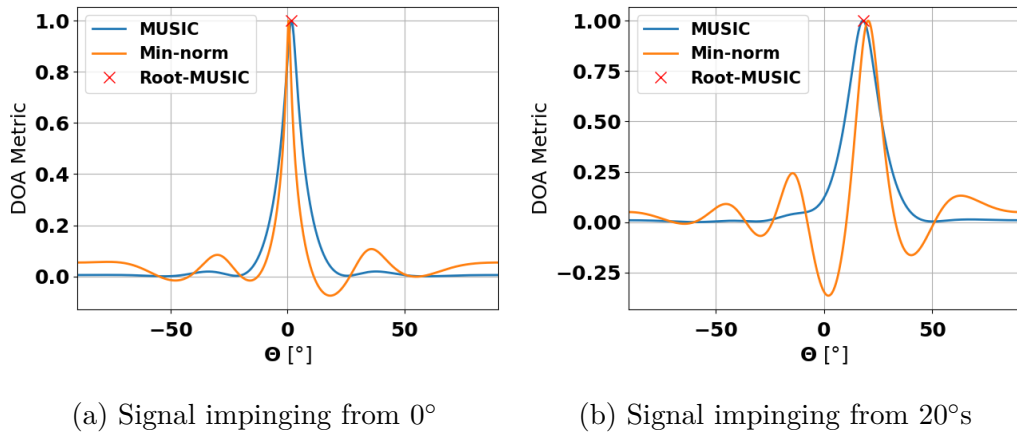 1.0
0.8
0.6
0.4
0.2
0.0
DOA Metric
MUSIC
Min-norm
Root-MUSIC
−50
0
50
Θ [°]
(a) Signal impinging from 0°
1.00
0.75
0.50
0.25
0.00
−0.25
DOA Metric
MUSIC
Min-norm
Root-MUSIC
−50
0
50
Θ [°]
(b) Signal impinging from 20°s